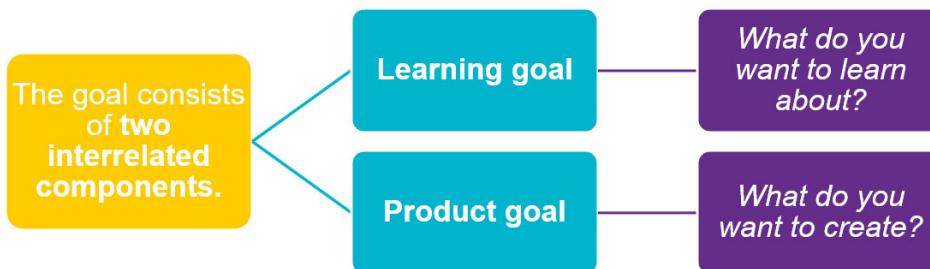 The goal consists
of two
interrelated
components.
Learning goal
What do you
want to learn
about?
Product goal
What do you
want to create?